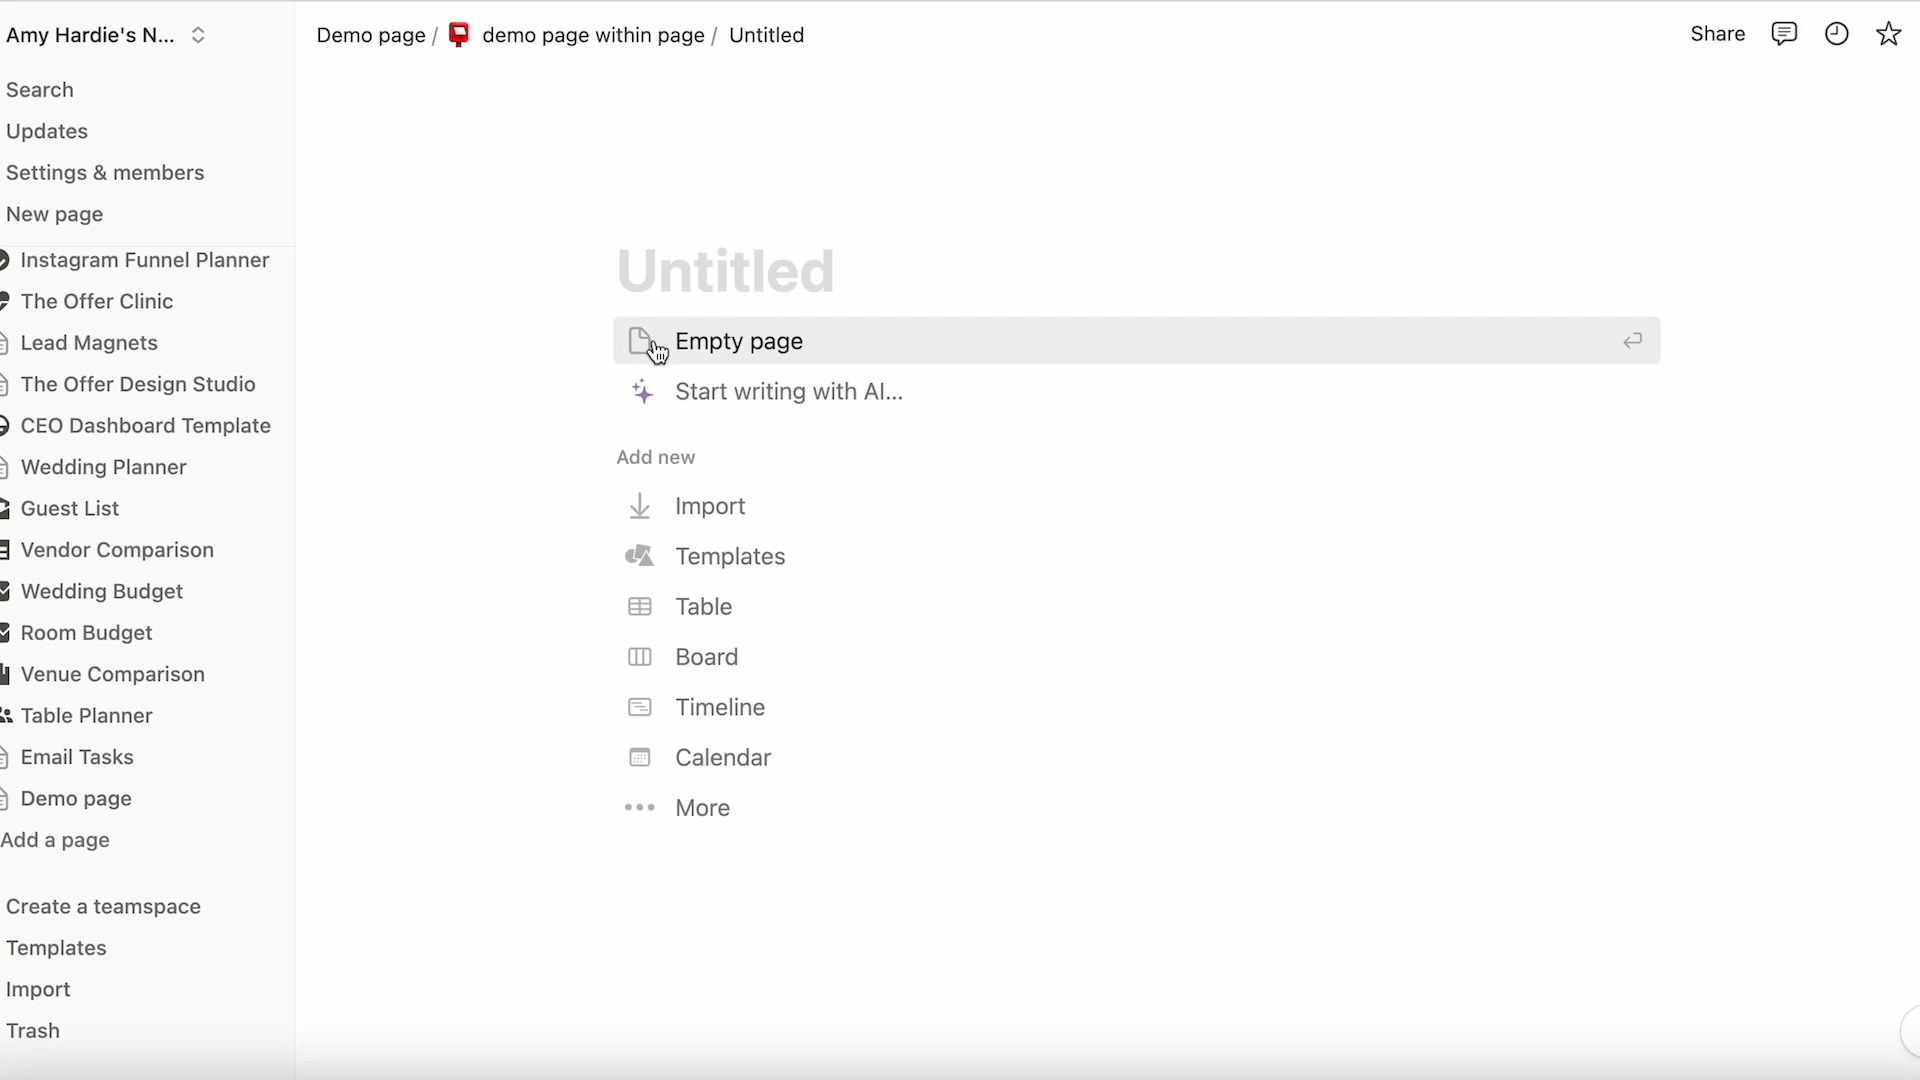 Amy Hardie's N...
Demo page / demo page within page / Untitled
Share
Search
Updates
Settings & members
New page
Instagram Funnel Planner
The Offer Clinic
Lead Magnets
The Offer Design Studio
CEO Dashboard Template
Wedding Planner
Guest List
Vendor Comparison
Wedding Budget
Room Budget
Venue Comparison
Table Planner
Email Tasks
Demo page
Add a page
Create a teamspace
Templates
Import
Trash
Untitled
Empty page
Start writing with AI...
Add new
Import
Templates
Table
Board
Timeline
Calendar
More